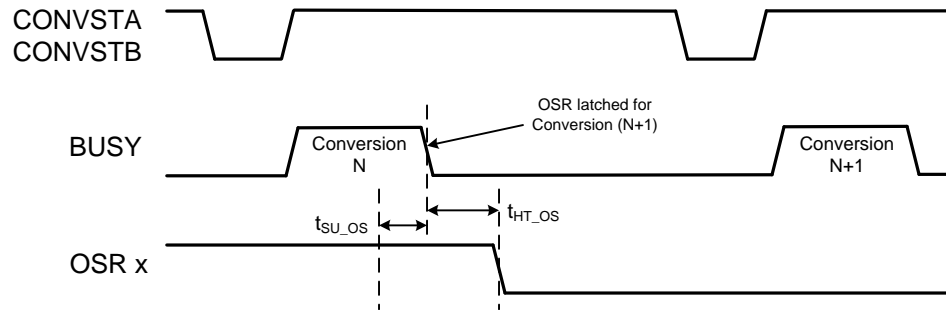 CONVSTA
CONVSTB
OSR latched for
Conversion (N+1)
BUSY
Conversion
N
Conversion
N+1
tSU_OS
tHT_OS
OSR x